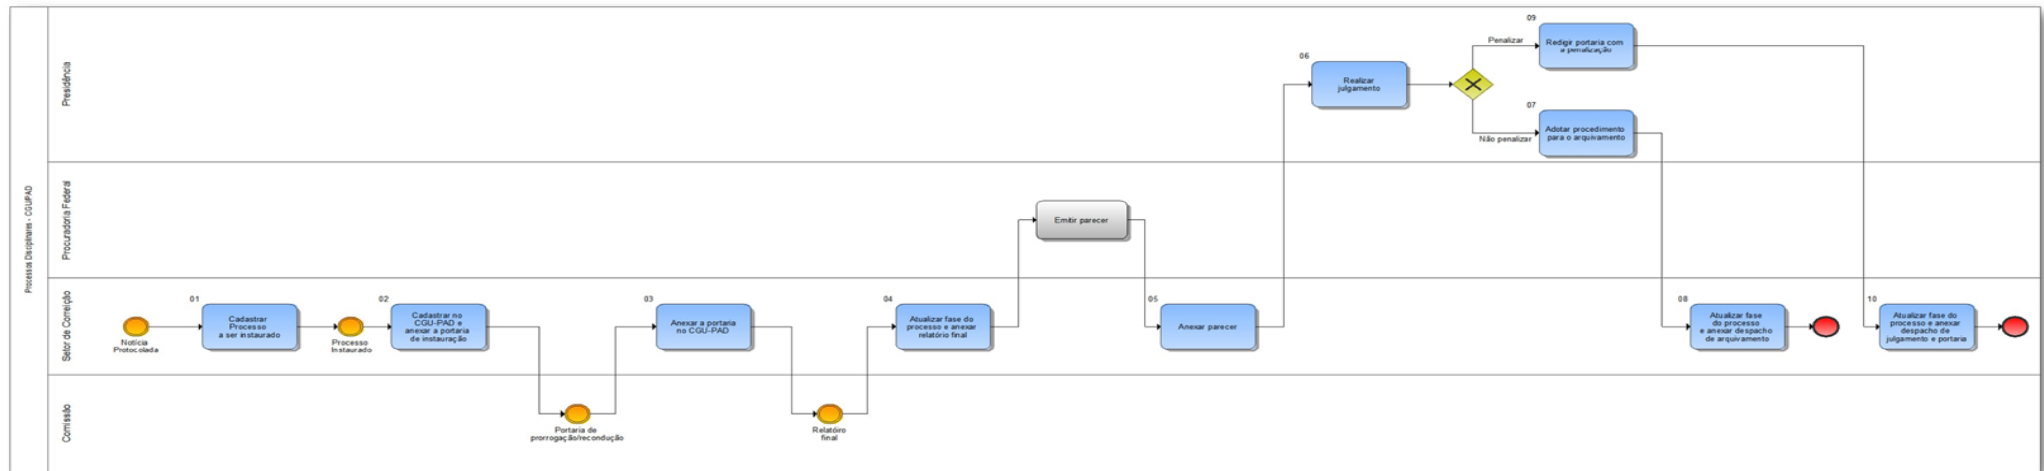 Processos Disciplinares - CGU/PAD
Presidência
06
Realizar
julgamento
Penalizar
Não penalizar
09
Redigir portaria com
a penalização
07
Adotar procedimento
para o arquivamento
Procuradoria Federal
Emitir parecer
Setor de Correição
Notícia
Protocolada
01
Cadastrar
Processo
a ser instaurado
Processo
Instaurado
02
Cadastrar no
CGU-PAD e
anexar a portaria
de instauração
03
Anexar a portaria
no CGU-PAD
04
Atualizar fase do
processo e anexar
relatório final
05
Anexar parecer
08
Atualizar fase
do processo
e anexar despacho
de arquivamento
10
Atualizar fase do
processo e anexar
despacho de
julgamento e portaria
Comissão
Portaria de
prorrogação/recondução
Relatóiro
final